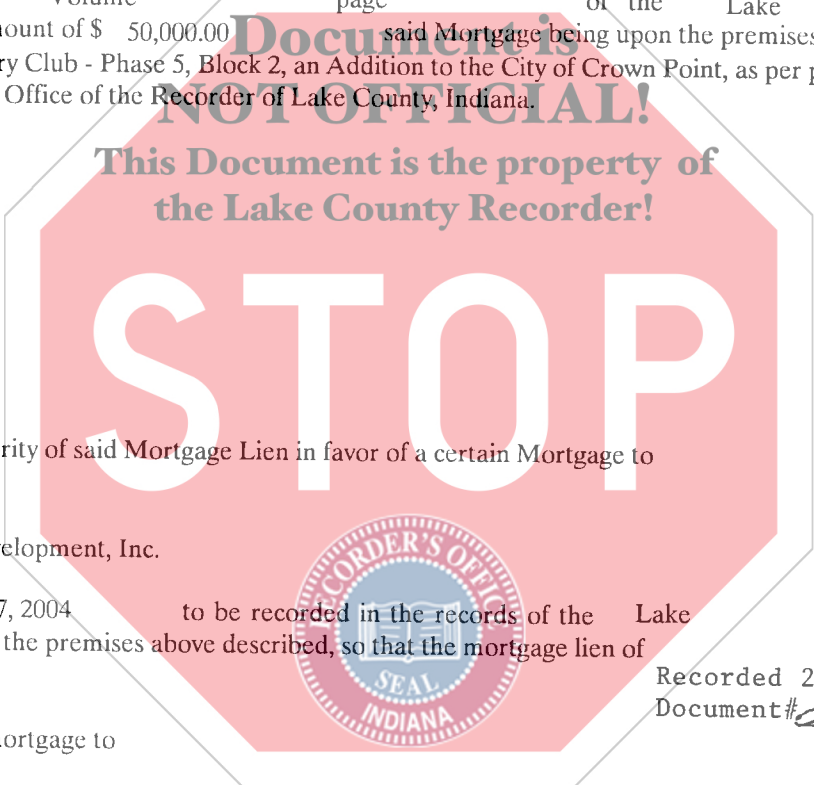 Volume page of the Lake
ount of $ 50,000.00 said Mortgage being upon the premises
Document is
ry Club - Phase 5, Block 2, an Addition to the City of Crown Point, as per p
NOT OFFICIAL!
Office of the Recorder of Lake County, Indiana.
This Document is the property of
the Lake County Recorder!
STOP
rity of said Mortgage Lien in favor of a certain Mortgage to
elopment, Inc.
7, 2004 to be recorded in the records of the Lake
the premises above described, so that the mortgage lien of
RECORDER'S OFFICE
SEAL
INDIANA
Recorded 2
Document#
ortgage to